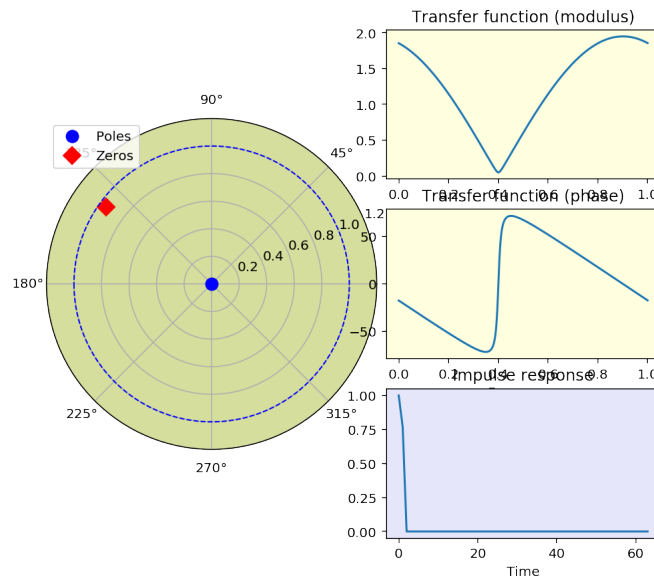 Transfer function (modulus)
2.0
1.5
1.0
0.5
0.0
0.0 0.2 0.4 0.6 0.8 1.0
Transfer function (phase)
50
0
−50
0.0 0.2 0.4 0.6 0.8 1.0
Impulse response
1.00
0.75
0.50
0.25
0.00
0 20 40 60
Time
Poles
Zeros
90°
45°
180°
225°
270°
315°
0.2
0.4
0.6
0.8
1.0
1.2